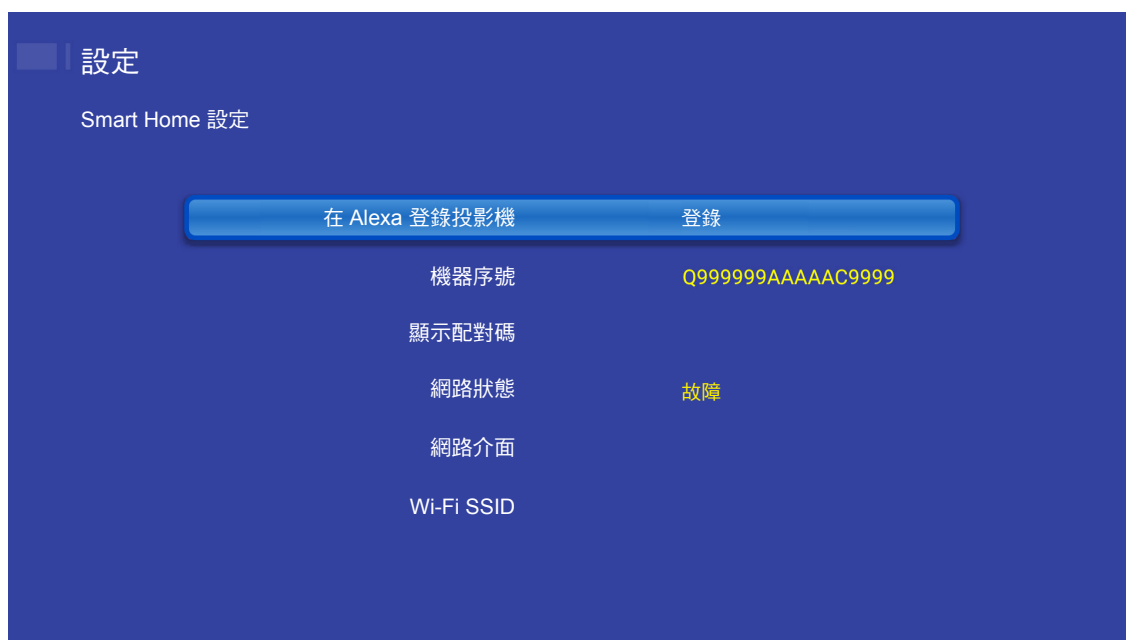 設定
Smart Home 設定
在 Alexa 登錄投影機 登錄
機器序號 Q999999AAAAAC9999
顯示配對碼
網路狀態 故障
網路介面
Wi-Fi SSID